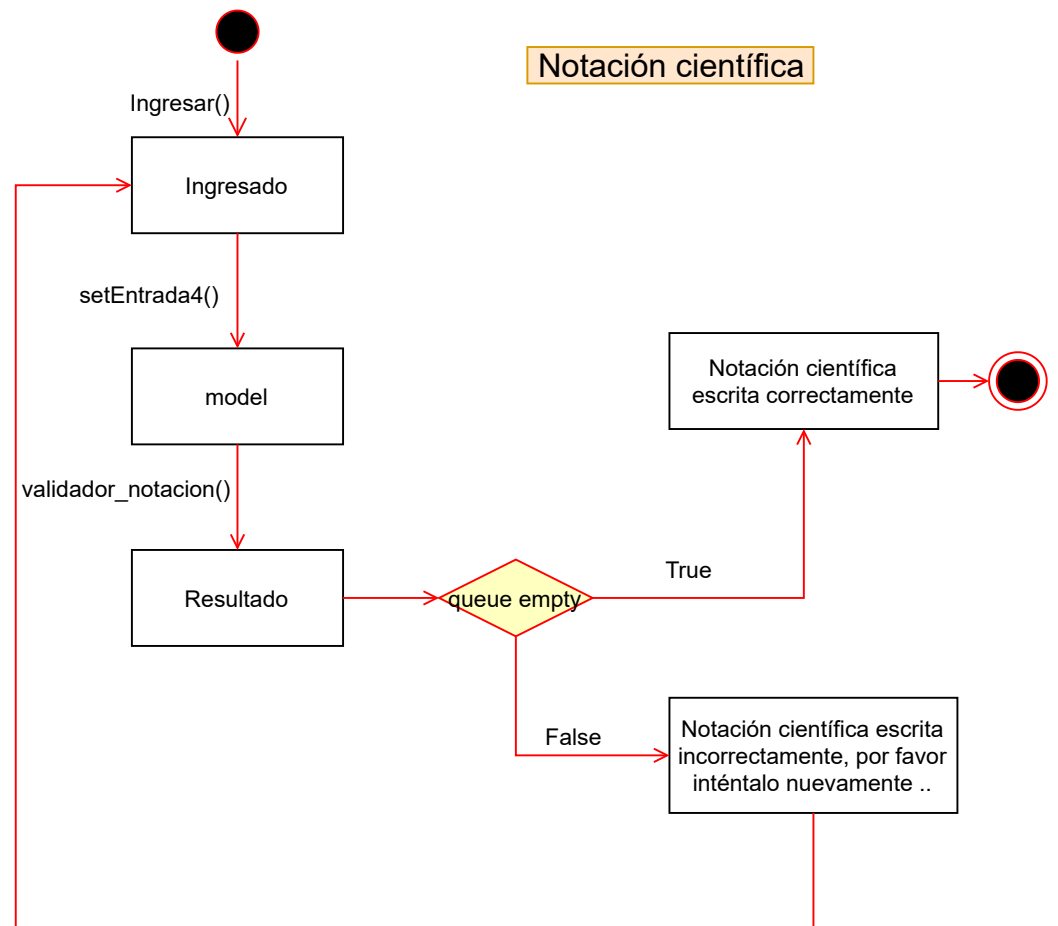 Notación científica
Ingresar()
Ingresado
setEntrada4()
model
validador_notacion()
Resultado
queue empty
True
Notación científica
escrita correctamente
False
Notación científica escrita
incorrectamente, por favor
inténtalo nuevamente ..